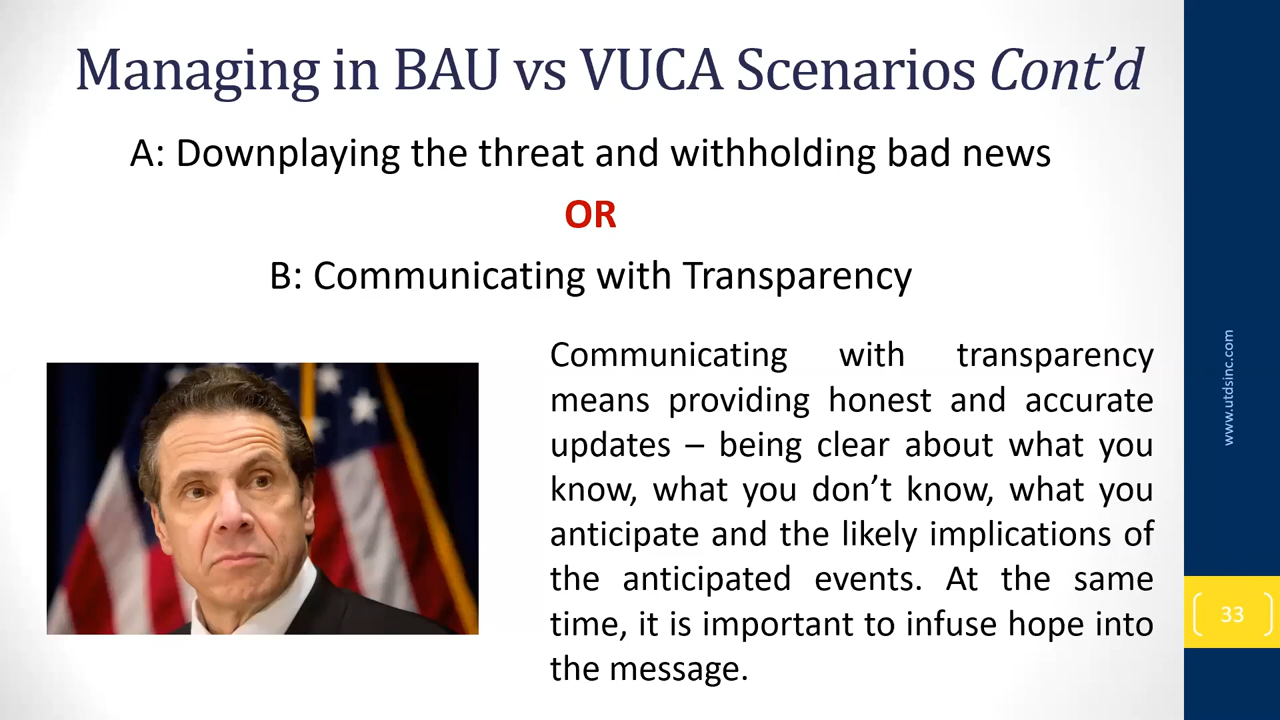 Managing in BAU vs VUCA Scenarios Cont’d
A: Downplaying the threat and withholding bad news
OR
B: Communicating with Transparency
Communicating with transparency
means providing honest and accurate
updates – being clear about what you
know, what you don’t know, what you
anticipate and the likely implications of
the anticipated events. At the same
time, it is important to infuse hope into
the message.
www.utdsinc.com
33